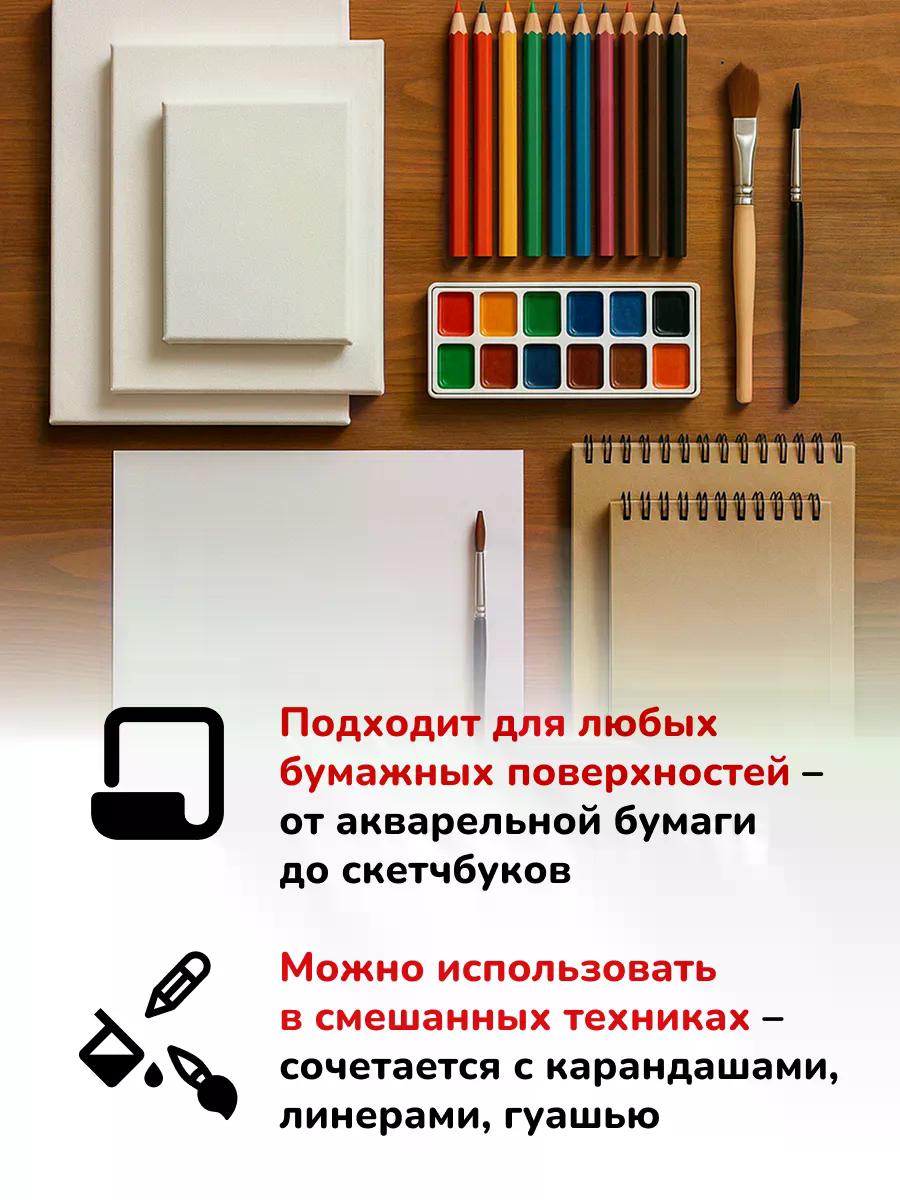 Подходит для любых
бумажных поверхностей –
от акварельной бумаги
до скетчбуков
Можно использовать
в смешанных техниках –
сочетается с карандашами,
линерами, гуашью